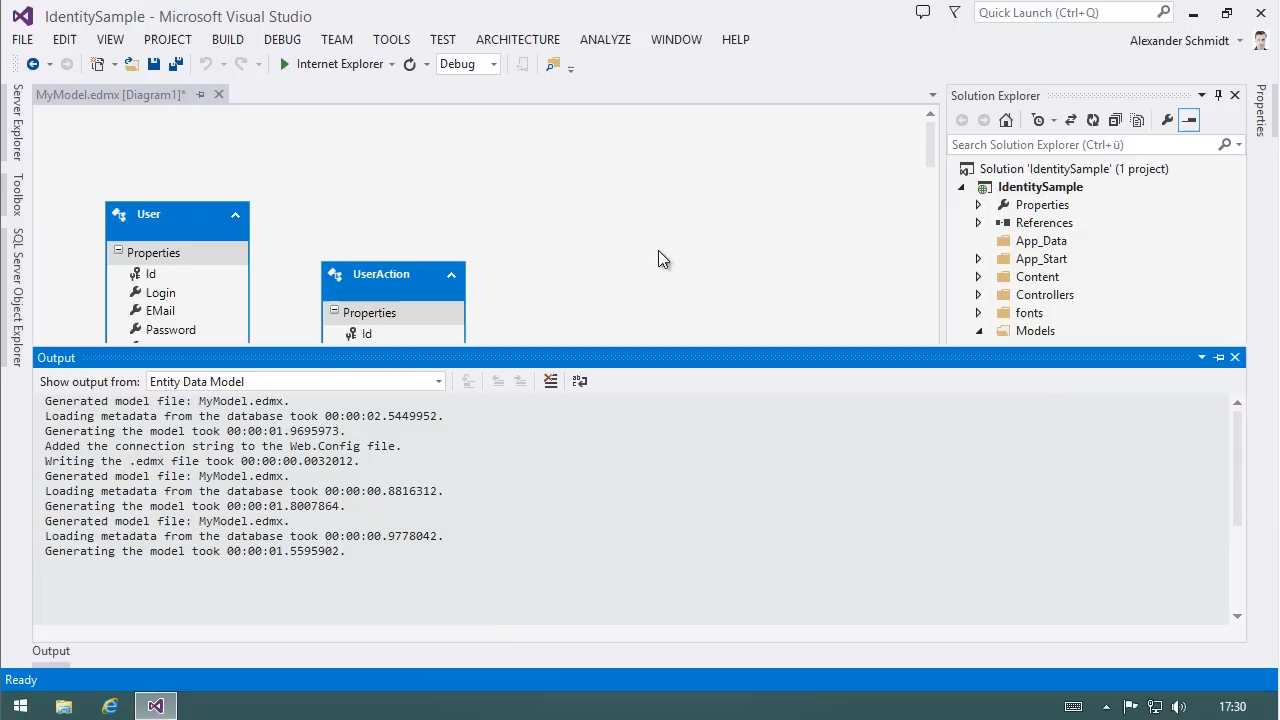 IdentitySample - Microsoft Visual Studio
Quick Launch (Ctrl+Q)
FILE EDIT VIEW PROJECT BUILD DEBUG TEAM TOOLS TEST ARCHITECTURE ANALYZE WINDOW HELP
Alexander Schmidt
Internet Explorer
Debug
Server Explorer
Toolbox
SQL Server Object Explorer
MyModel.edmx [Diagram1]*
User
Properties
Id
Login
EMail
Password
UserAction
Properties
Id
Solution Explorer
Search Solution Explorer (Ctrl+ü)
Solution 'IdentitySample' (1 project)
IdentitySample
Properties
References
App_Data
App_Start
Content
Controllers
fonts
Models
Properties
Output
Show output from: Entity Data Model
Generated model file: MyModel.edmx.
Loading metadata from the database took 00:00:02.5449952.
Generating the model took 00:00:01.9695973.
Added the connection string to the Web.Config file.
Writing the .edmx file took 00:00:00.0032012.
Generated model file: MyModel.edmx.
Loading metadata from the database took 00:00:00.8816312.
Generating the model took 00:00:01.8007864.
Generated model file: MyModel.edmx.
Loading metadata from the database took 00:00:00.9778042.
Generating the model took 00:00:01.5595902.
Output
Ready
17:30